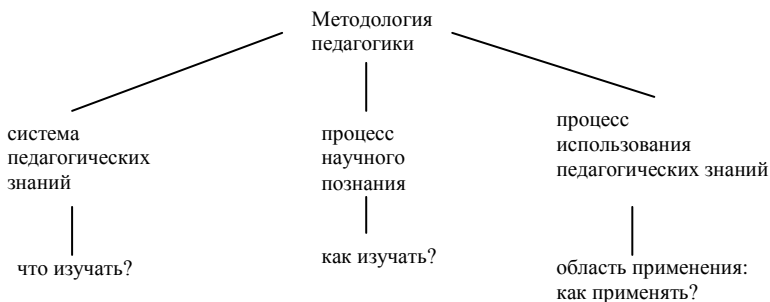 Методология
педагогики
система
педагогических
знаний
процесс
научного
познания
процесс
использования
педагогических знаний
что изучать?
как изучать?
область применения:
как применять?